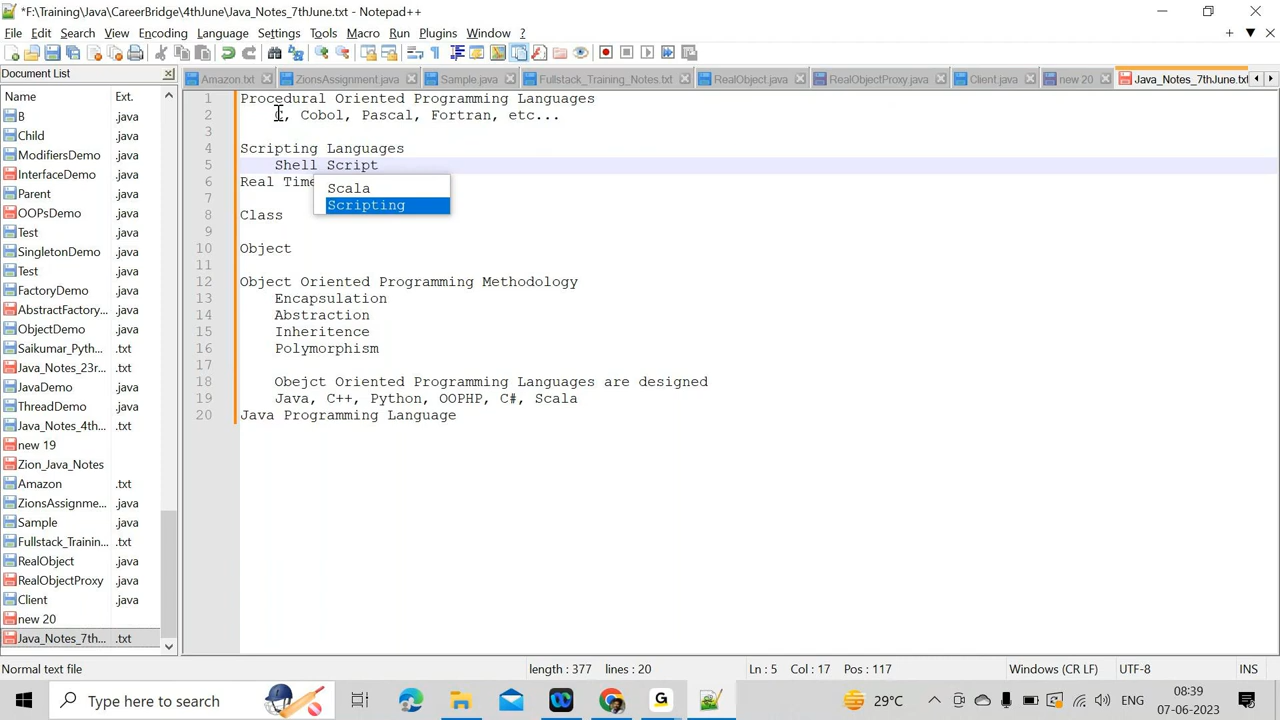 *F:\Training\Java\CareerBridge\4thJune\Java_Notes_7thJune.txt - Notepad++
File Edit Search View Encoding Language Settings Tools Macro Run Plugins Window ?
Document List
Amazon.txt ZionsAssignment.java Sample.java Fullstack_Training_Notes.txt RealObject.java RealObjectProxy.java Client.java new 20 Java_Notes_7thJune.txt
Name Ext.
B .java
Child .java
ModifiersDemo .java
InterfaceDemo .java
Parent .java
OOPsDemo .java
Test .java
SingletonDemo .java
Test .java
FactoryDemo .java
AbstractFactory... .java
ObjectDemo .java
Saikumar_Pyth... .txt
Java_Notes_23r... .txt
JavaDemo .java
ThreadDemo .java
Java_Notes_4th... .txt
new 19
Zion_Java_Notes
Amazon .txt
ZionsAssignme... .java
Sample .java
Fullstack_Trainin... .txt
RealObject .java
RealObjectProxy .java
Client .java
new 20
Java_Notes_7th... .txt
1 Procedural Oriented Programming Languages
2 C, Cobol, Pascal, Fortran, etc...
3
4 Scripting Languages
5 Shell Script
6 Real Time
Scala
Scripting
7
8 Class
9
10 Object
11
12 Object Oriented Programming Methodology
13 Encapsulation
14 Abstraction
15 Inheritence
16 Polymorphism
17
18 Obejct Oriented Programming Languages are designed
19 Java, C++, Python, OOPHP, C#, Scala
20 Java Programming Language
Normal text file length : 377 lines : 20 Ln : 5 Col : 17 Pos : 117 Windows (CR LF) UTF-8 INS
Type here to search 29°C ENG 08:39
07-06-2023